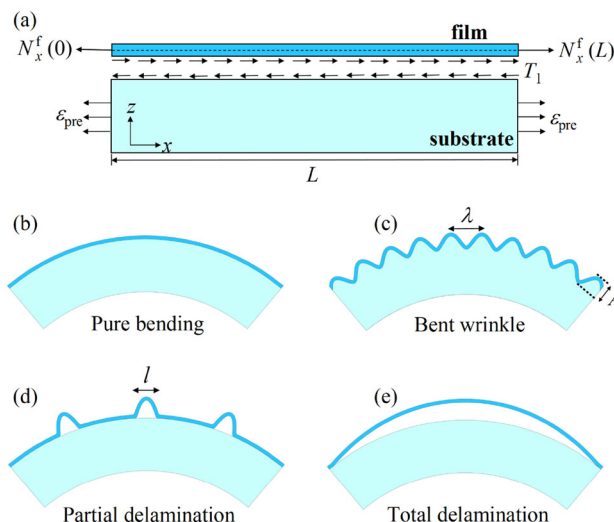 (a)
film
N_x^f(0)
N_x^f(L)
T_1
ε_pre
z
x
substrate
ε_pre
L
(b)
(c)
λ
Pure bending
Bent wrinkle
(d)
l
(e)
Partial delamination
Total delamination